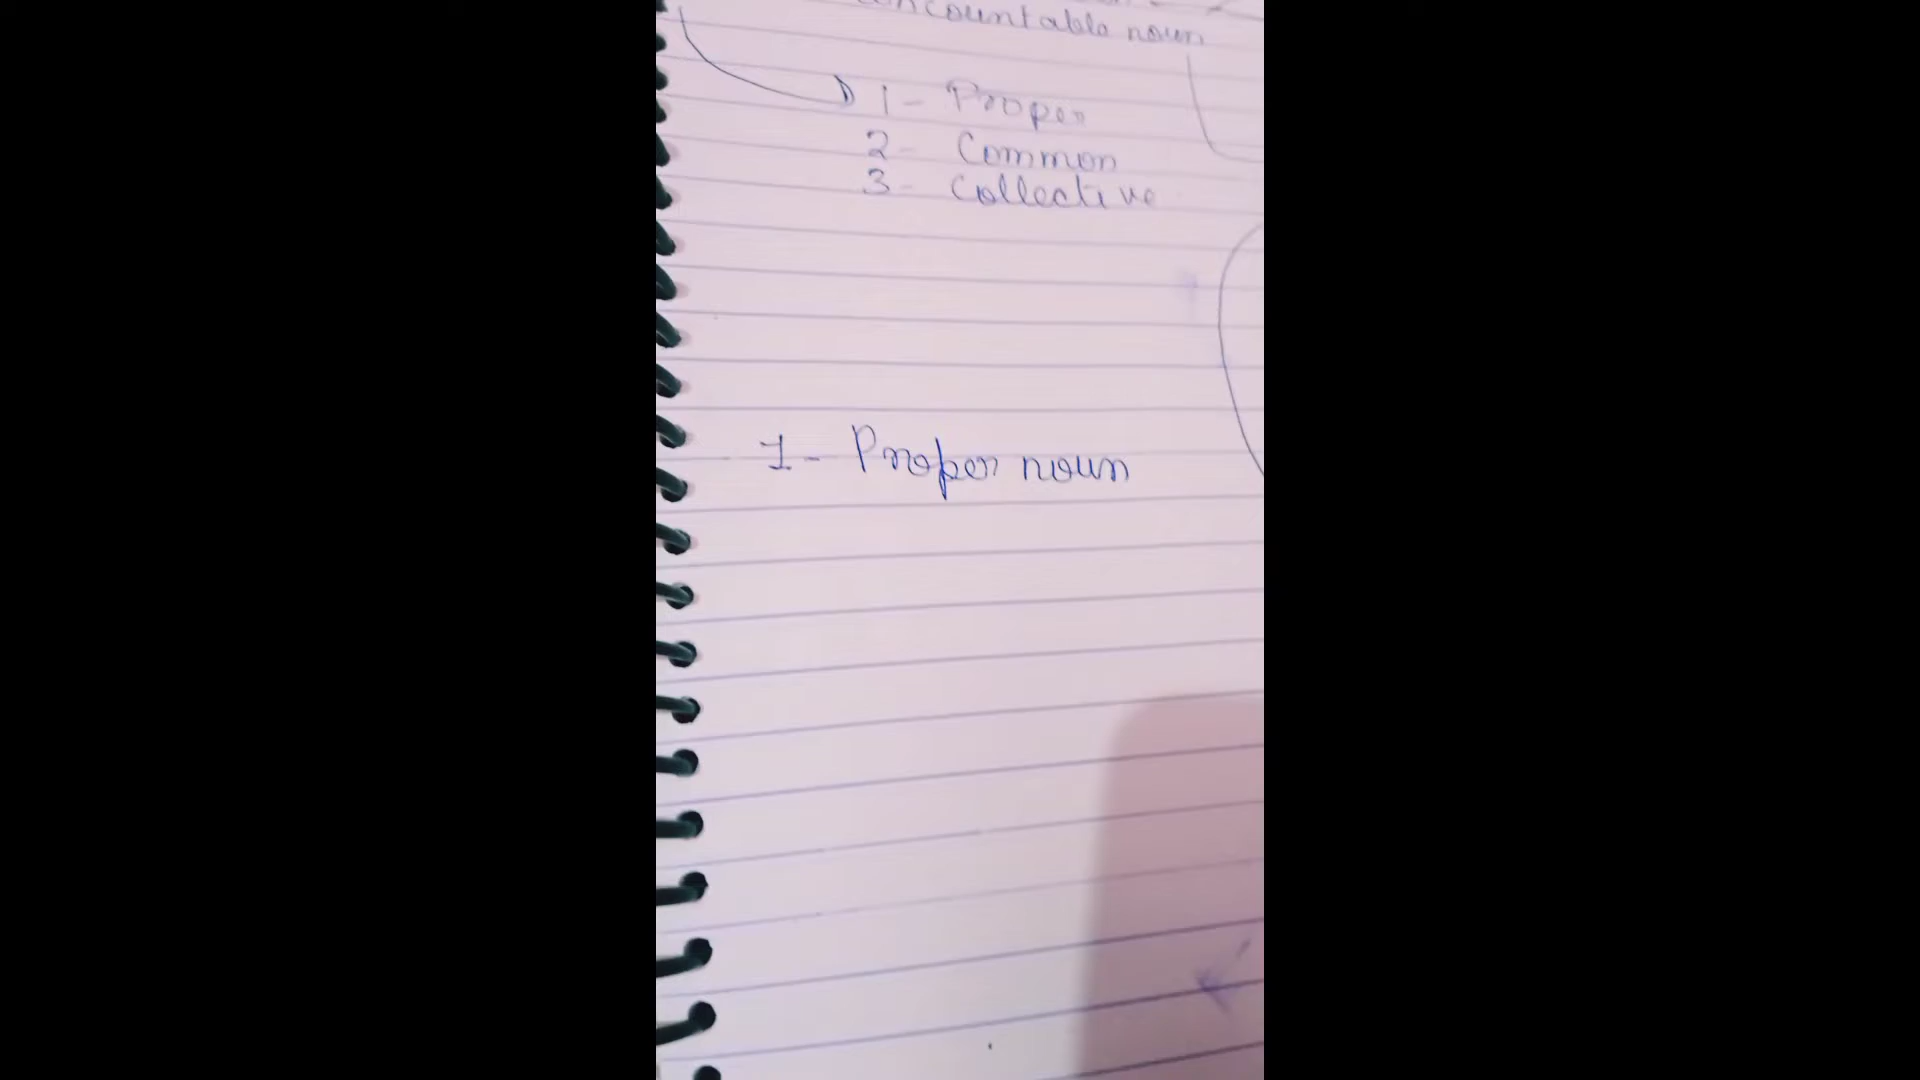 uncountable noun
1 - Proper
2 - Common
3 - Collective
1 - Proper noun